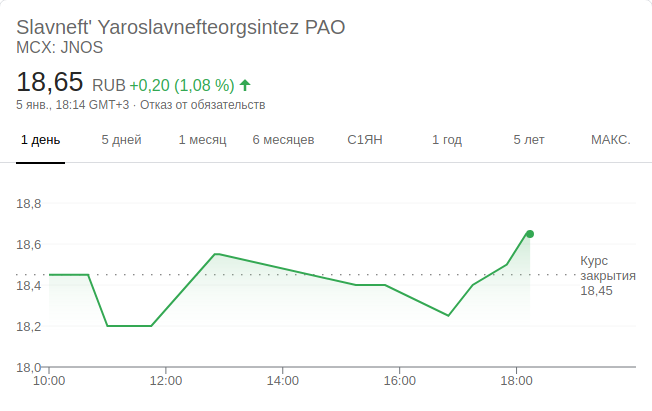 Slavneft' Yaroslavnefteorgsintez PAO
MCX: JNOS
18,65 RUB +0,20 (1,08 %)
5 янв., 18:14 GMT+3 · Отказ от обязательств
1 день 5 дней 1 месяц 6 месяцев С1ЯН 1 год 5 лет МАКС.
18,8
18,6
Курс
закрытия
18,45
18,4
18,2
18,0
10:00 12:00 14:00 16:00 18:00